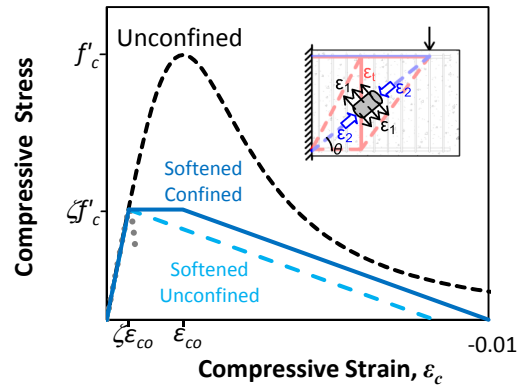 Unconfined
f'c
Compressive Stress
ζf'c
Softened
Confined
Softened
Unconfined
εt
ε1
ε2
ε2
ε1
θ
ζεco
εco
-0.01
Compressive Strain, εc